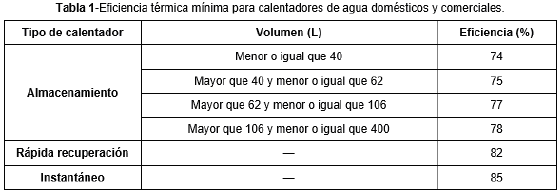 Tabla 1-Eficiencia térmica mínima para calentadores de agua domésticos y comerciales.
Tipo de calentador Volumen (L) Eficiencia (%)
Almacenamiento Menor o igual que 40 74
Mayor que 40 y menor o igual que 62 75
Mayor que 62 y menor o igual que 106 77
Mayor que 106 y menor o igual que 400 78
Rápida recuperación — 82
Instantáneo — 85